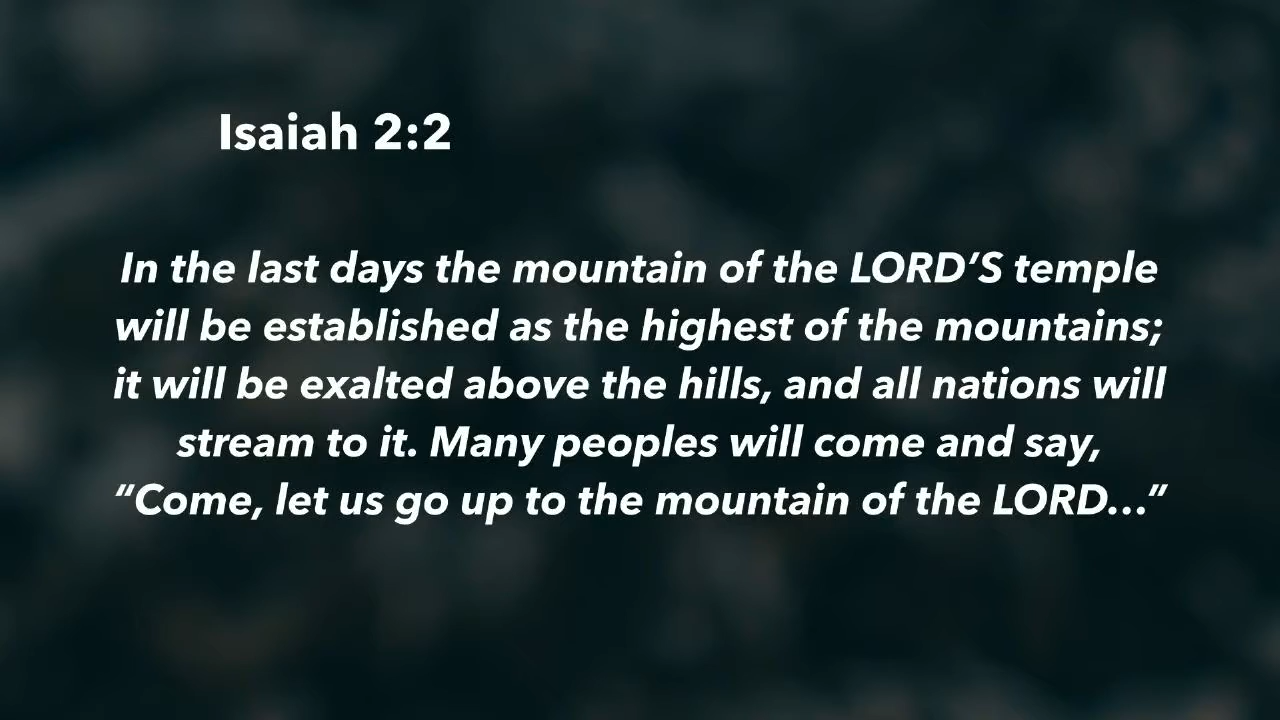 Isaiah 2:2
In the last days the mountain of the LORD’S temple
will be established as the highest of the mountains;
it will be exalted above the hills, and all nations will
stream to it. Many peoples will come and say,
“Come, let us go up to the mountain of the LORD...”